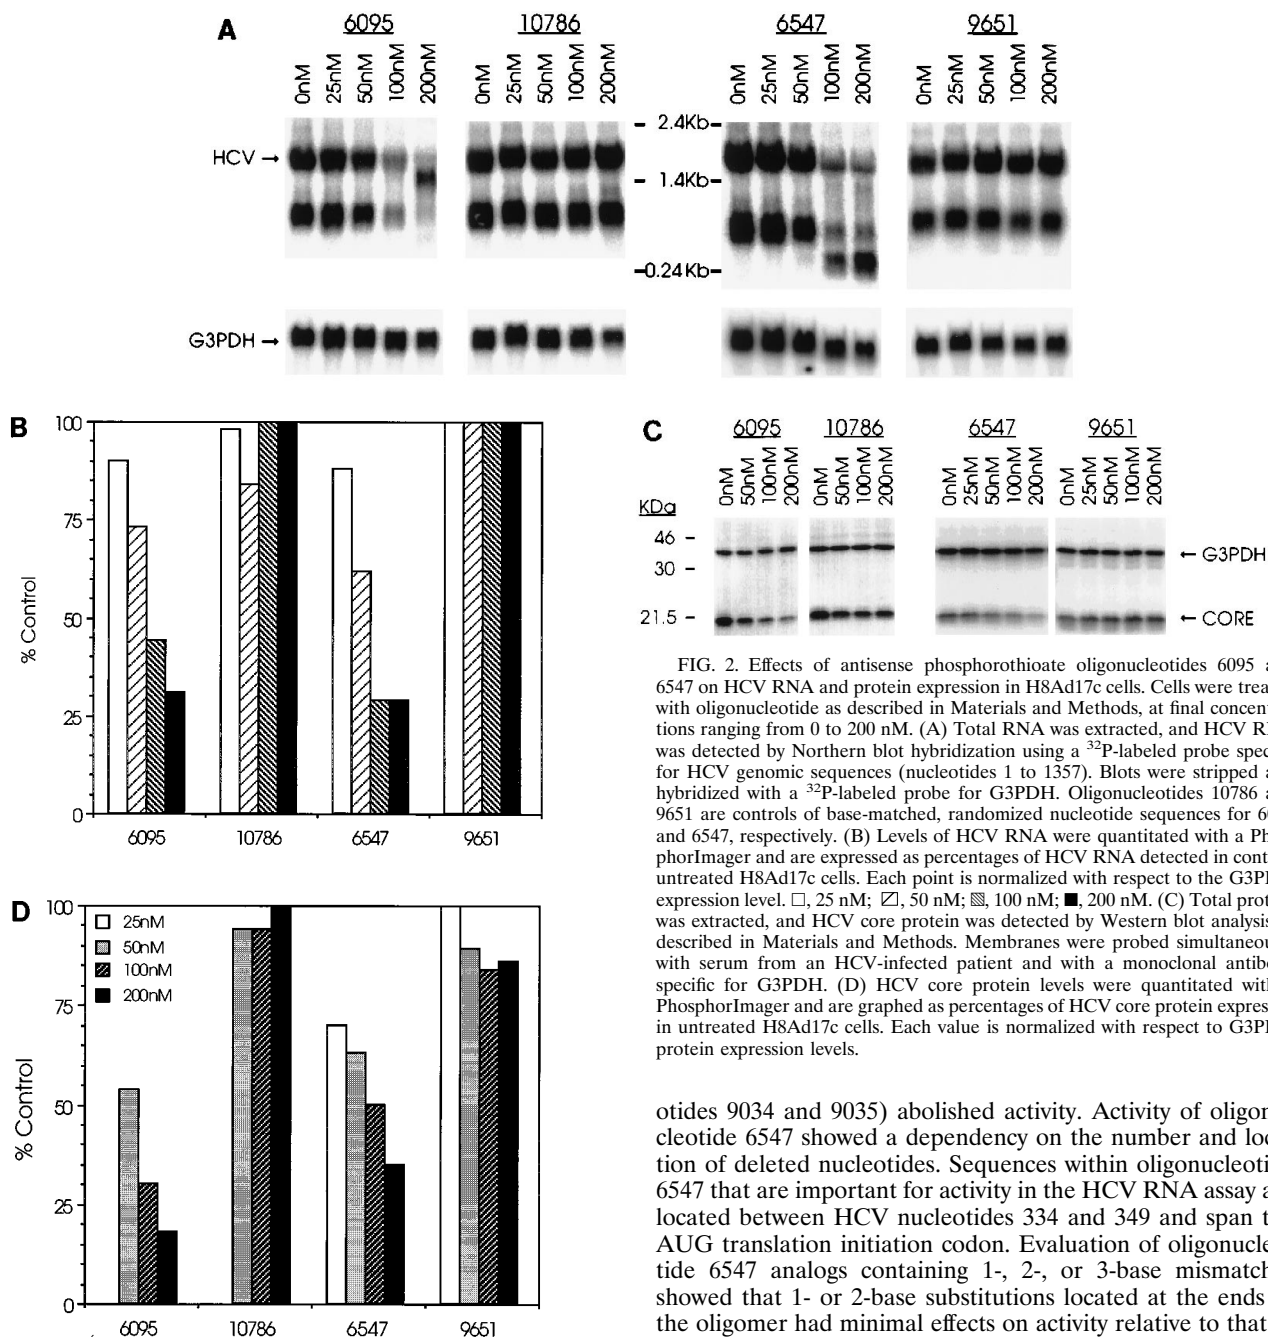 A
6095 10786 6547 9651
0nM 25nM 50nM 100nM 200nM 0nM 25nM 50nM 100nM 200nM 0nM 25nM 50nM 100nM 200nM 0nM 25nM 50nM 100nM 200nM
HCV →
– 2.4Kb–
– 1.4Kb–
–0.24Kb–
G3PDH →
B
100
75
50
25
0
% Control
6095 10786 6547 9651
C
6095 10786 6547 9651
0nM 50nM 100nM 200nM 0nM 50nM 100nM 200nM 0nM 25nM 50nM 100nM 200nM 0nM 25nM 50nM 100nM 200nM
KDa
46 –
30 –
21.5 –
← G3PDH
← CORE
D
100
75
50
25
0
% Control
25nM
50nM
100nM
200nM
6095 10786 6547 9651
FIG. 2. Effects of antisense phosphorothioate oligonucleotides 6095 a
6547 on HCV RNA and protein expression in H8Ad17c cells. Cells were trea
with oligonucleotide as described in Materials and Methods, at final concent
tions ranging from 0 to 200 nM. (A) Total RNA was extracted, and HCV R
was detected by Northern blot hybridization using a ³²P-labeled probe spec
for HCV genomic sequences (nucleotides 1 to 1357). Blots were stripped a
hybridized with a ³²P-labeled probe for G3PDH. Oligonucleotides 10786 a
9651 are controls of base-matched, randomized nucleotide sequences for 6
and 6547, respectively. (B) Levels of HCV RNA were quantitated with a Ph
phorImager and are expressed as percentages of HCV RNA detected in cont
untreated H8Ad17c cells. Each point is normalized with respect to the G3P
expression level. □, 25 nM; ▨, 50 nM; ▧, 100 nM; ■, 200 nM. (C) Total prot
was extracted, and HCV core protein was detected by Western blot analysis
described in Materials and Methods. Membranes were probed simultaneou
with serum from an HCV-infected patient and with a monoclonal antibo
specific for G3PDH. (D) HCV core protein levels were quantitated with
PhosphorImager and are graphed as percentages of HCV core protein expres
in untreated H8Ad17c cells. Each value is normalized with respect to G3P
protein expression levels.
otides 9034 and 9035) abolished activity. Activity of oligon
cleotide 6547 showed a dependency on the number and loc
tion of deleted nucleotides. Sequences within oligonucleoti
6547 that are important for activity in the HCV RNA assay a
located between HCV nucleotides 334 and 349 and span t
AUG translation initiation codon. Evaluation of oligonucle
tide 6547 analogs containing 1-, 2-, or 3-base mismatch
showed that 1- or 2-base substitutions located at the ends
the oligomer had minimal effects on activity relative to that